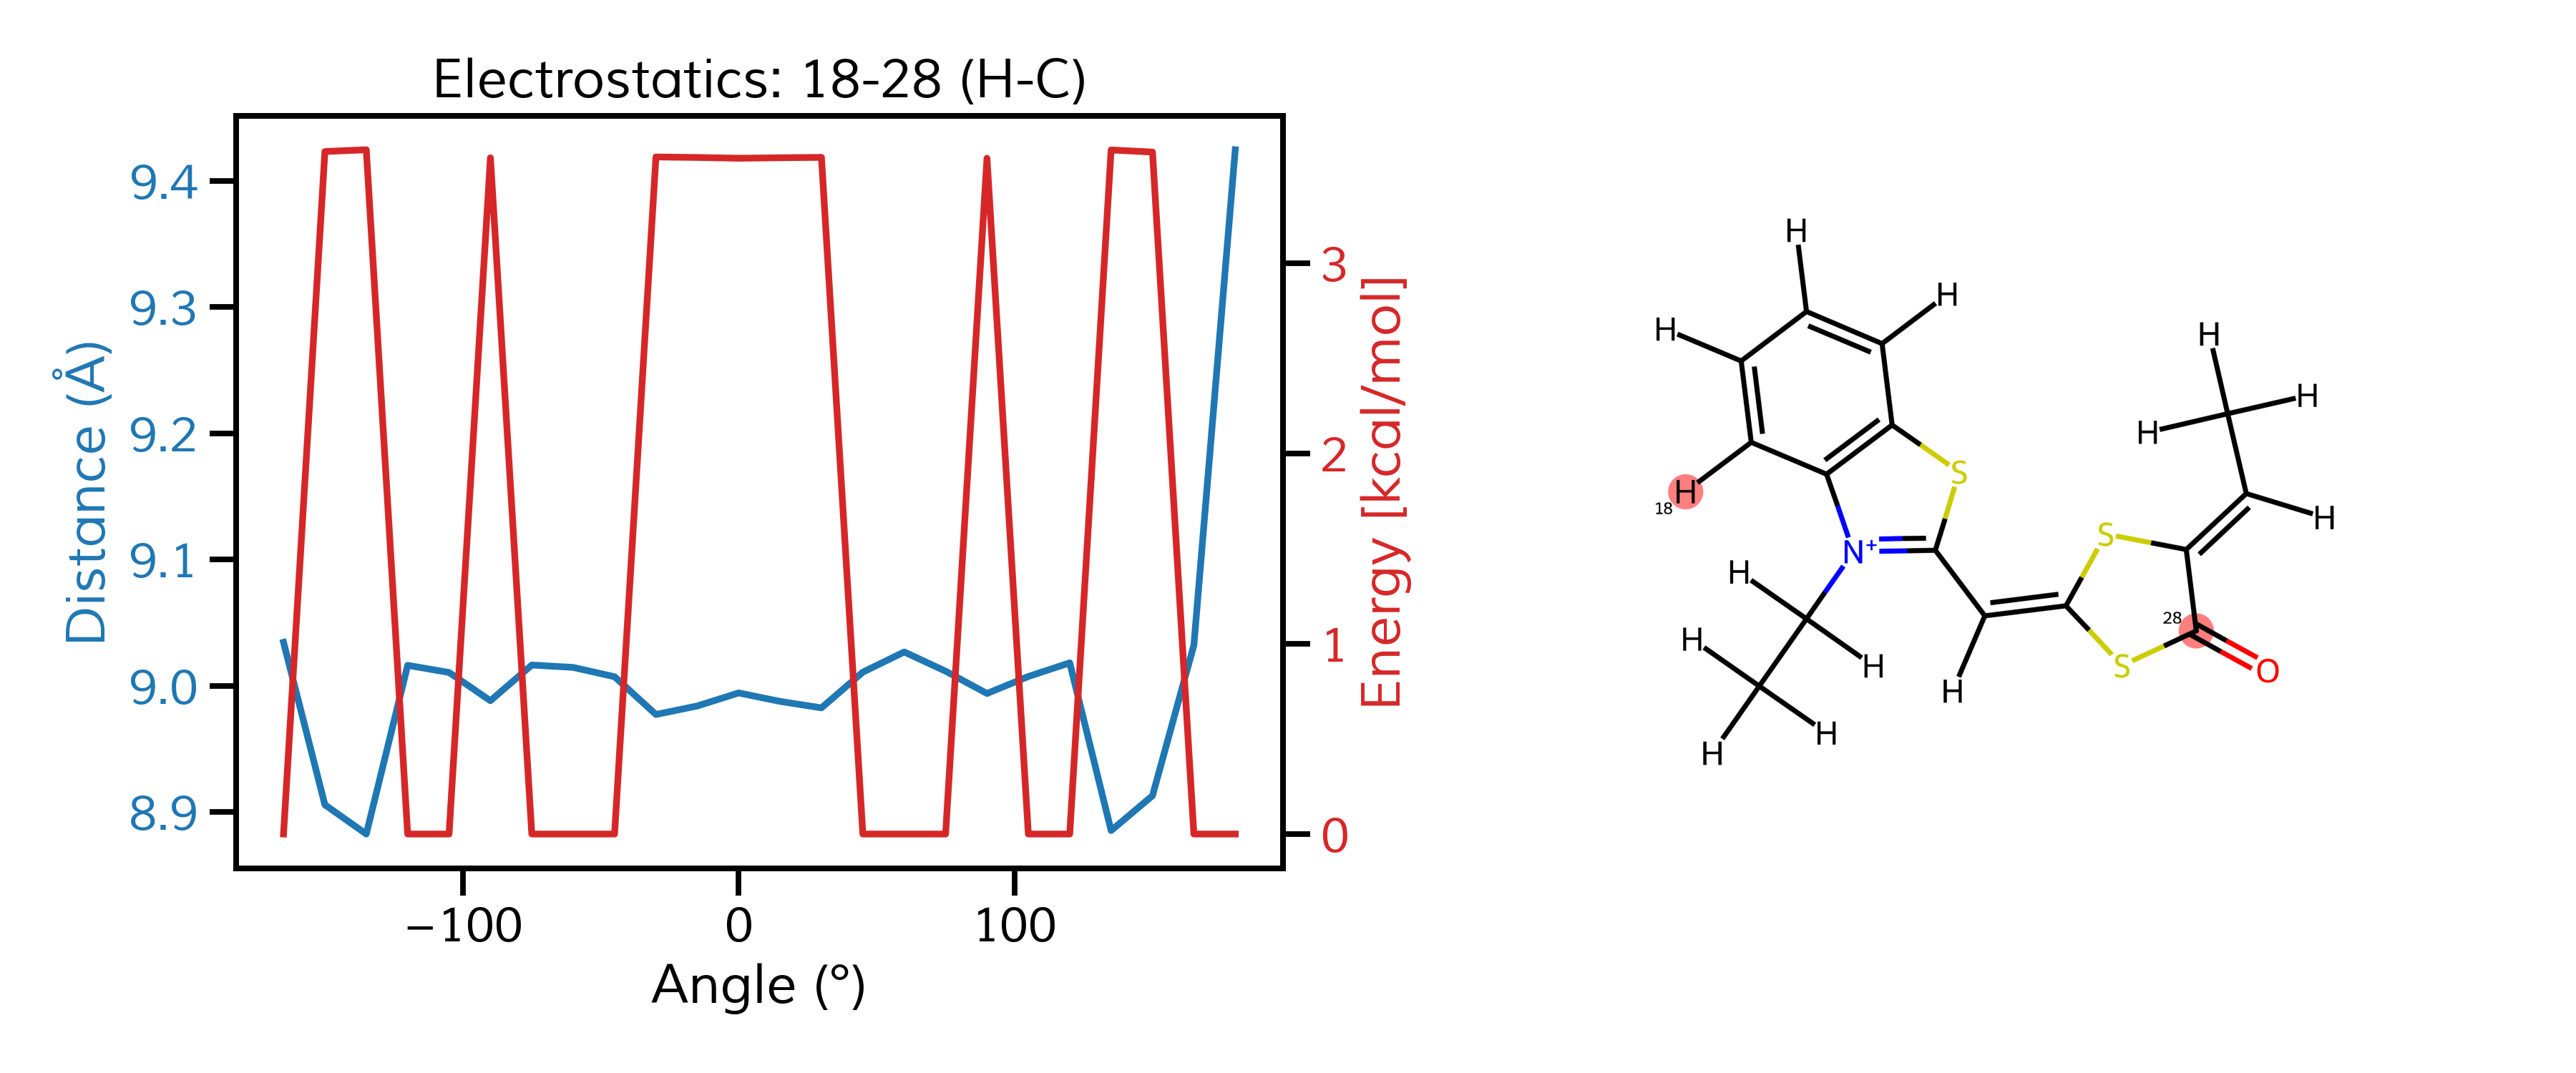 Electrostatics: 18-28 (H-C)
Distance (Å)
9.4
9.3
9.2
9.1
9.0
8.9
3
2
1
0
Energy [kcal/mol]
−100 0 100
Angle (°)
H
H
H
H
H
H
H
S
H
18
H
S
N+
H
28
H
S
O
H
H
H
H